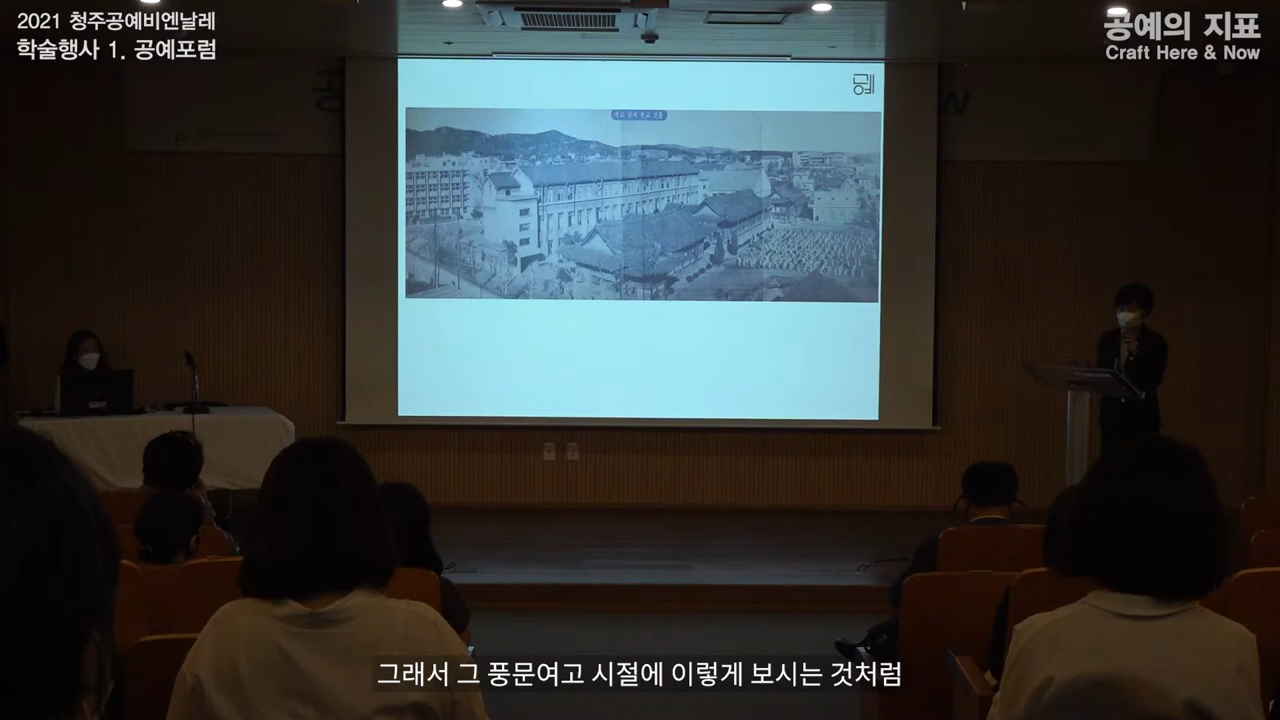 2021 청주공예비엔날레
학술행사 1. 공예포럼
공예의 지표
Craft Here & Now
그래서 그 풍문여고 시절에 이렇게 보시는 것처럼